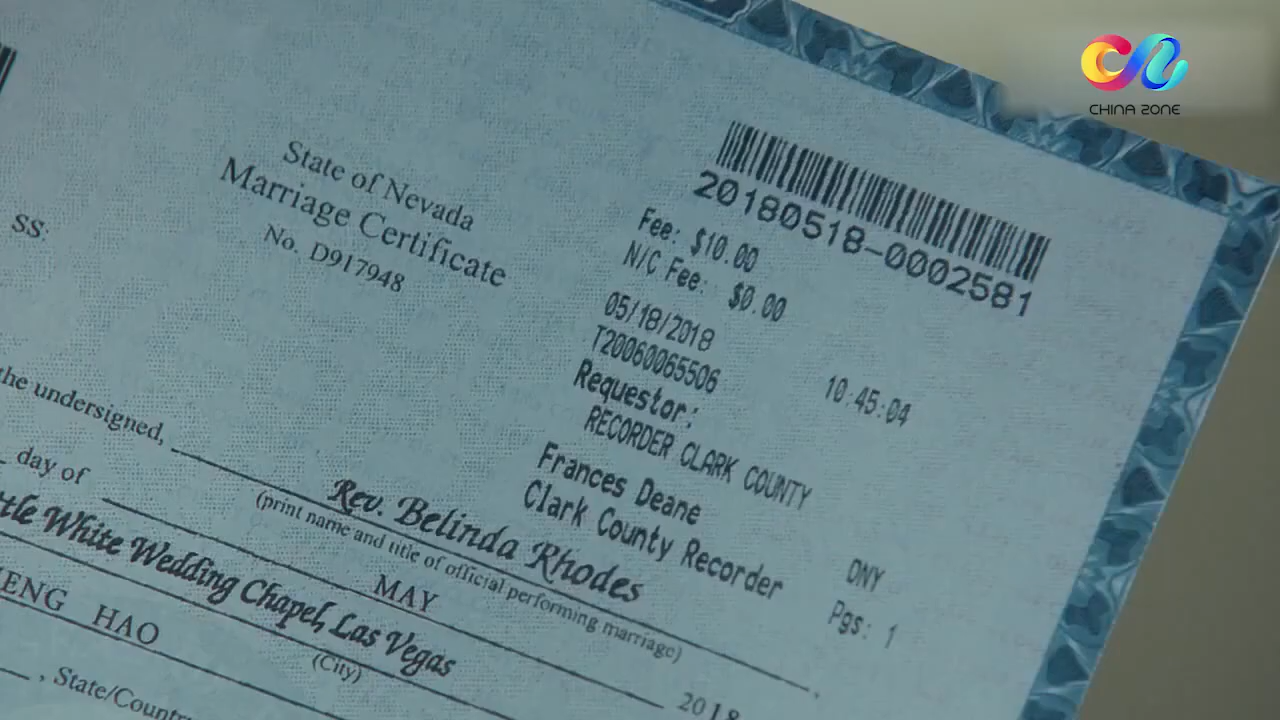 CHINA ZONE
State of Nevada
Marriage Certificate
No. D917948
SS:
20180518-0002581
Fee: $10.00
N/C Fee: $0.00
05/18/2018 10:45:04
T20060065506
Requestor:
RECORDER CLARK COUNTY
Frances Deane DNY
Clark County Recorder Pgs: 1
the undersigned, Rev. Belinda Rhodes,
(print name and title of official performing marriage)
day of MAY 2018
ttle White Wedding Chapel, Las Vegas
(City)
ENG HAO
, State/Country